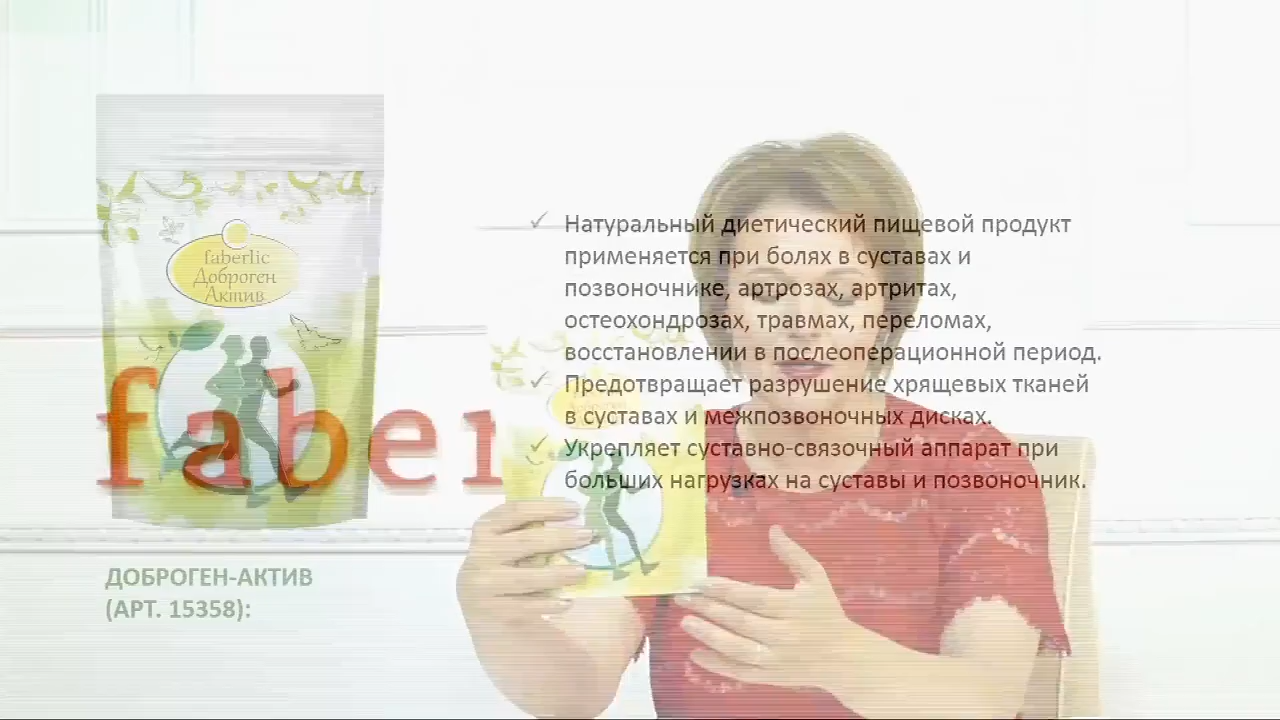 faberlic
Доброген
Актив
faber
ДОБРОГЕН-АКТИВ
(АРТ. 15358):
Натуральный диетический пищевой продукт
применяется при болях в суставах и
позвоночнике, артрозах, артритах,
остеохондрозах, травмах, переломах,
восстановлении в послеоперационной период.
Предотвращает разрушение хрящевых тканей
в суставах и межпозвоночных дисках.
Укрепляет суставно-связочный аппарат при
больших нагрузках на суставы и позвоночник.